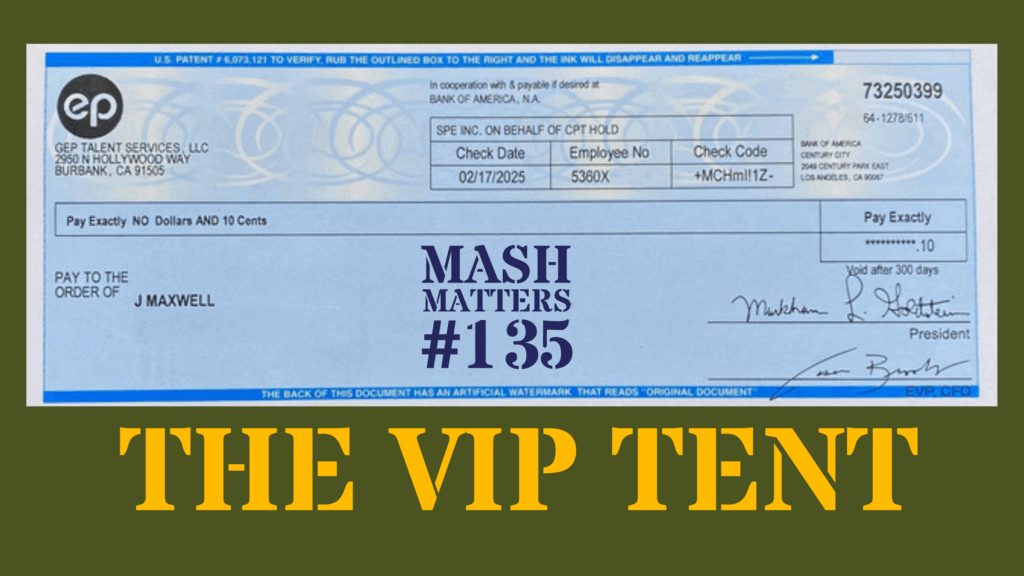 U.S. PATENT # 6,073,121 TO VERIFY, RUB THE OUTLINED BOX TO THE RIGHT AND THE INK WILL DISAPPEAR AND REAPPEAR
ep
GEP TALENT SERVICES, LLC
2950 N HOLLYWOOD WAY
BURBANK, CA 91505
In cooperation with & payable if desired at
BANK OF AMERICA, N.A.
73250399
64-1278/611
SPE INC. ON BEHALF OF CPT HOLD
Check Date Employee No Check Code
02/17/2025 5360X +MCHmI!1Z-
BANK OF AMERICA
CENTURY CITY
2049 CENTURY PARK EAST
LOS ANGELES, CA 90067
Pay Exactly NO Dollars AND 10 Cents
Pay Exactly
**********.10
Void after 300 days
PAY TO THE
ORDER OF J MAXWELL
MASH
MATTERS
#135
Markham L. Goldstein
President
EVP, CFO
THE BACK OF THIS DOCUMENT HAS AN ARTIFICIAL WATERMARK THAT READS "ORIGINAL DOCUMENT"
THE VIP TENT